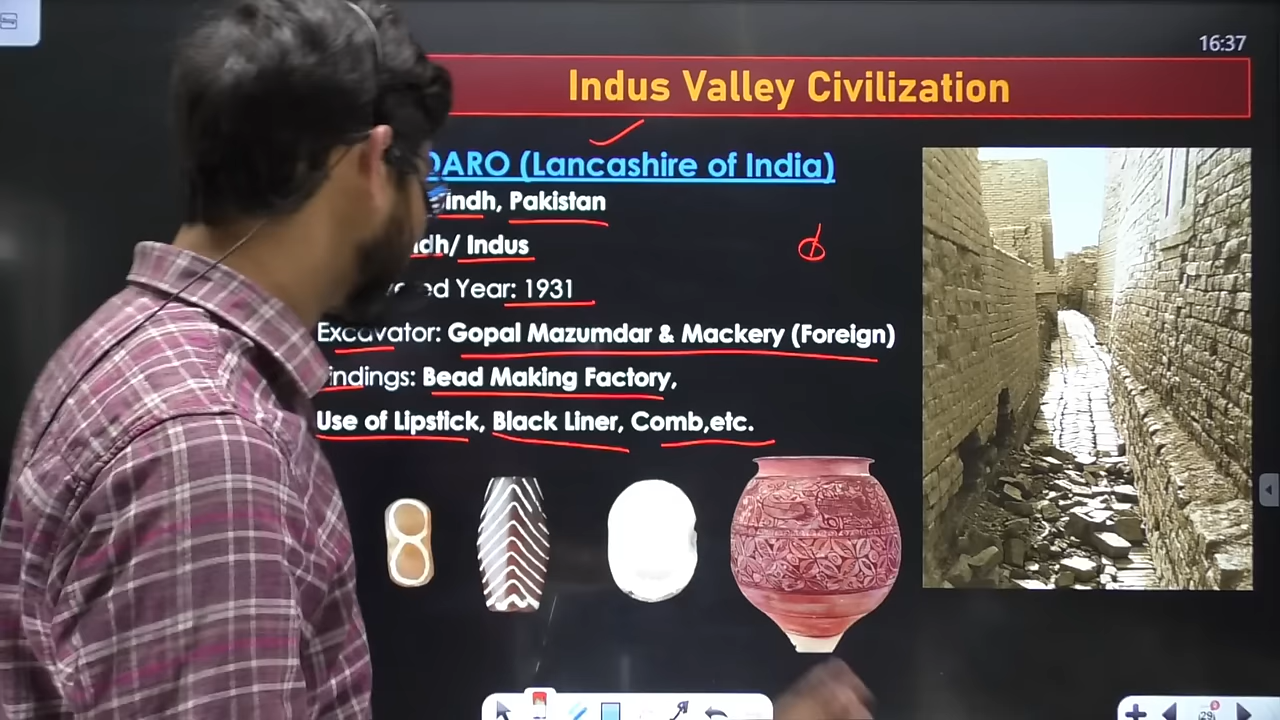 16:37
Indus Valley Civilization
DARO (Lancashire of India)
indh, Pakistan
dh/ Indus
ed Year: 1931
Excavator: Gopal Mazumdar & Mackery (Foreign)
indings: Bead Making Factory,
Use of Lipstick, Black Liner, Comb,etc.